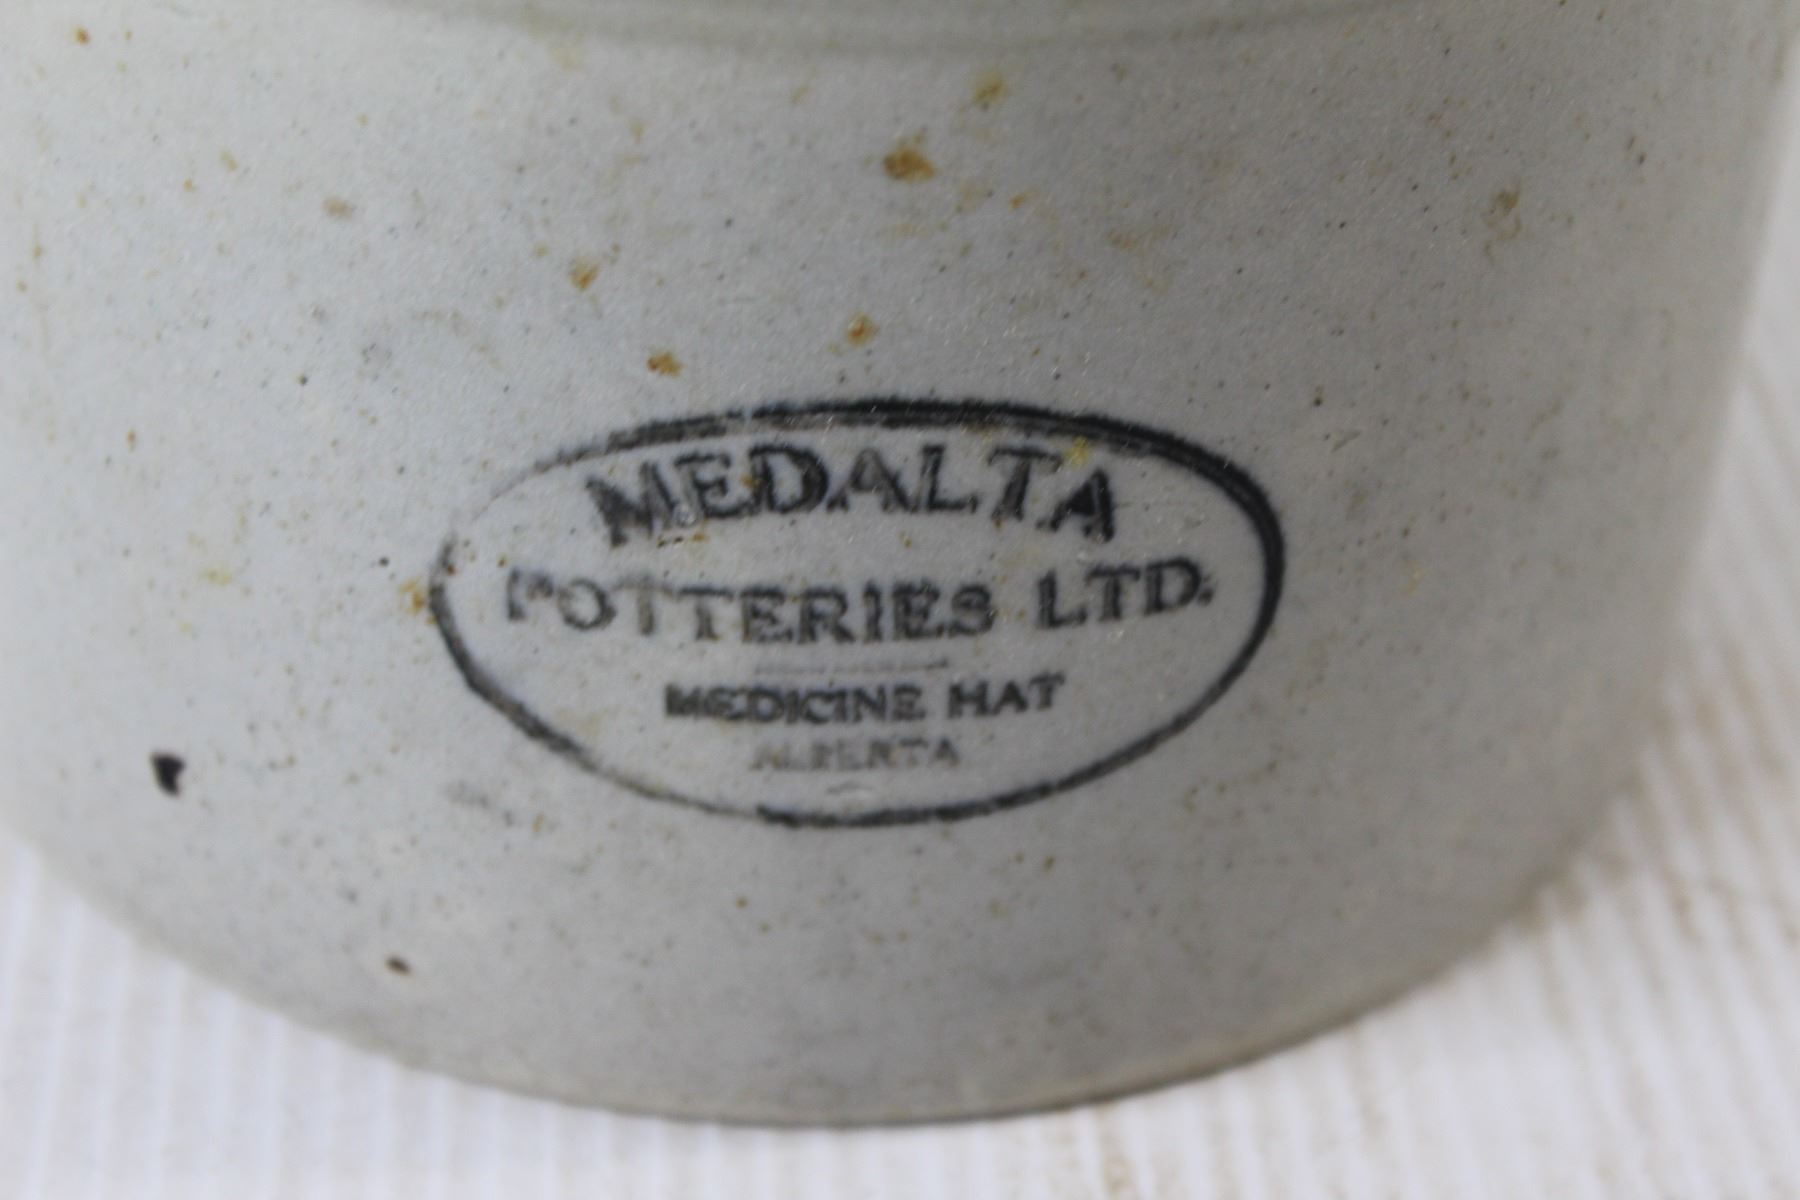 MEDALTA
POTTERIES LTD.
MEDICINE HAT
ALBERTA